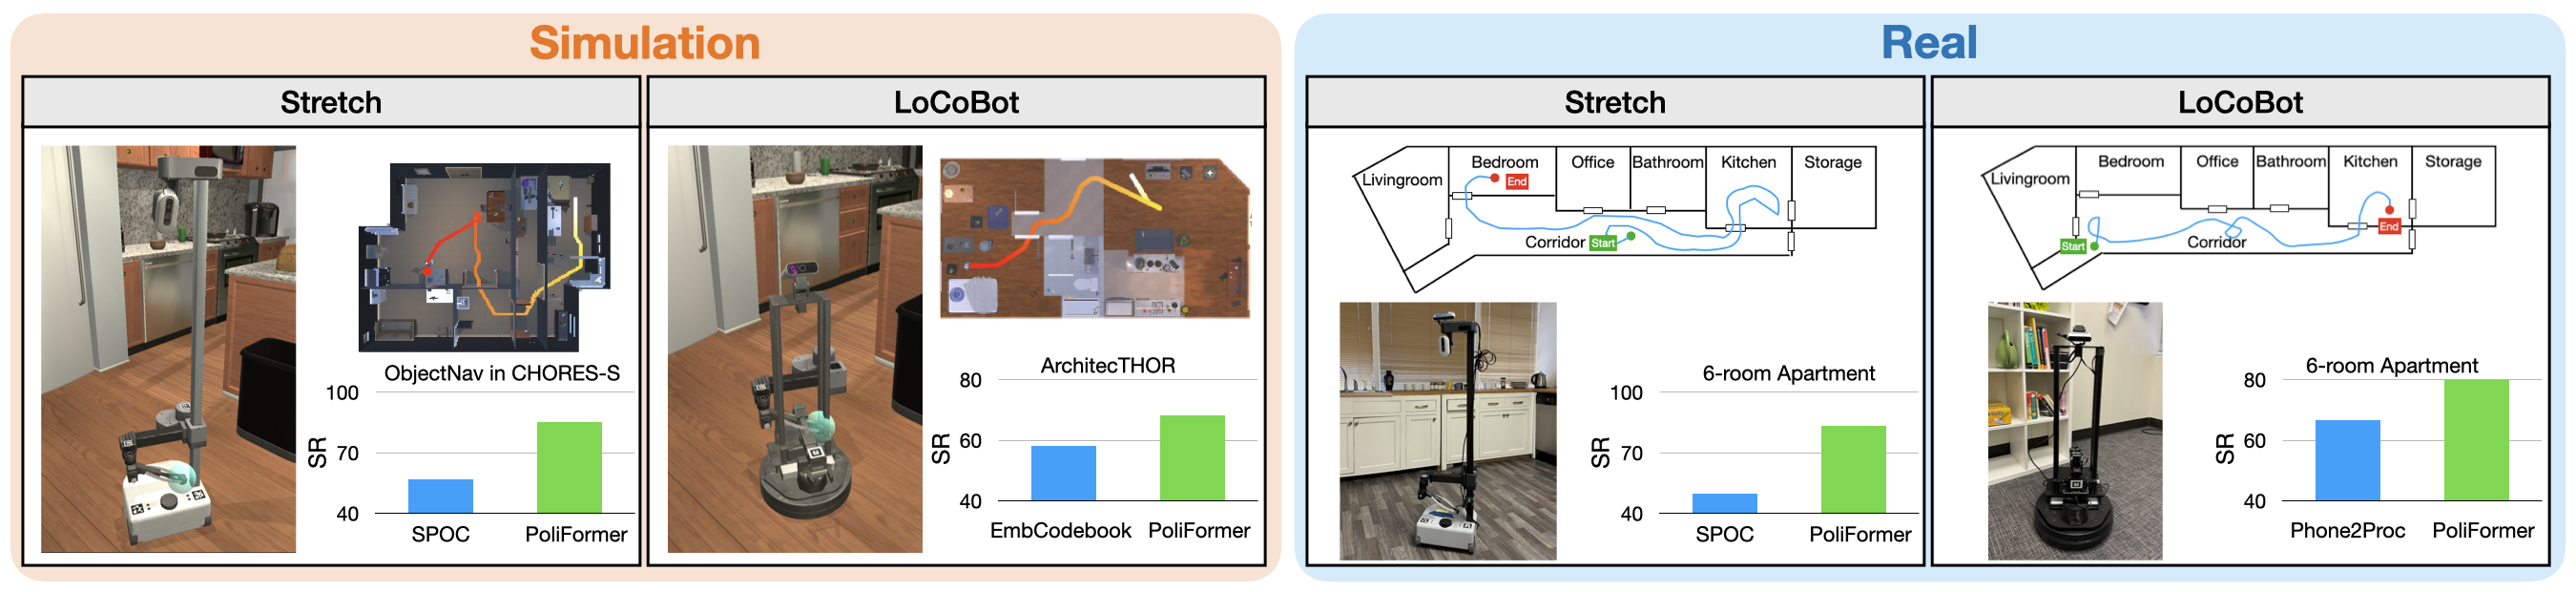 Simulation
Stretch
LoCoBot
ObjectNav in CHORES-S
100
70
40
SR
SPOC
PoliFormer
ArchitecTHOR
80
60
40
SR
EmbCodebook
PoliFormer
Real
Stretch
LoCoBot
Livingroom
Bedroom
Office
Bathroom
Kitchen
Storage
End
Corridor
Start
6-room Apartment
100
70
40
SR
SPOC
PoliFormer
Livingroom
Bedroom
Office
Bathroom
Kitchen
Storage
Start
Corridor
End
6-room Apartment
80
60
40
SR
Phone2Proc
PoliFormer